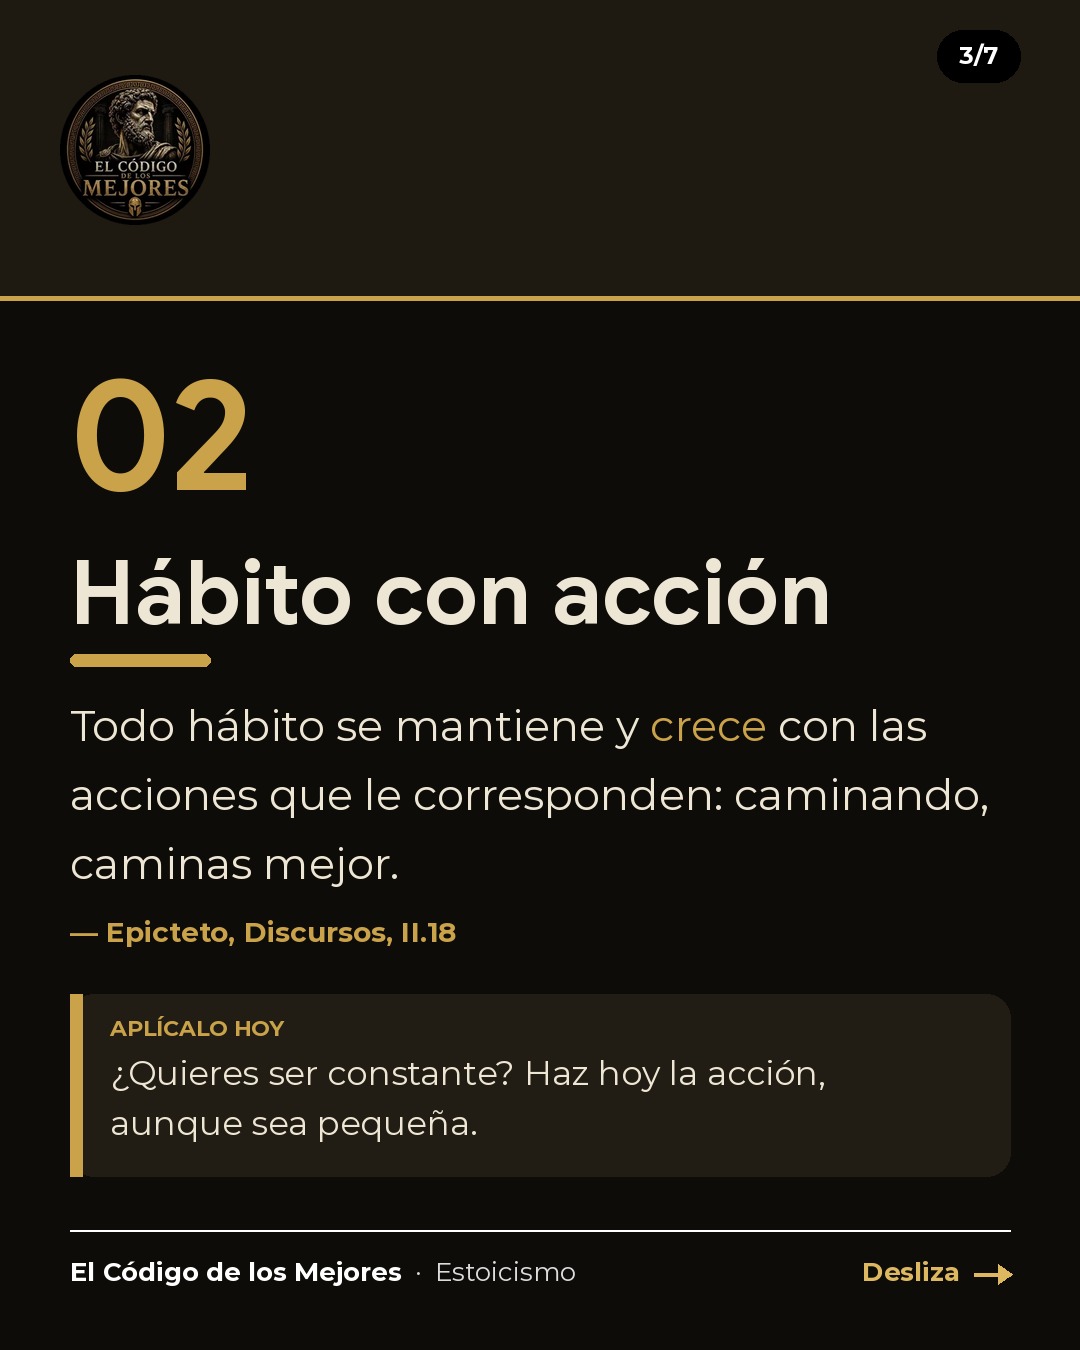 3/7
EL CÓDIGO
DE LOS
MEJORES
02
Hábito con acción
Todo hábito se mantiene y crece con las
acciones que le corresponden: caminando,
caminas mejor.
— Epicteto, Discursos, II.18
APLÍCALO HOY
¿Quieres ser constante? Haz hoy la acción,
aunque sea pequeña.
El Código de los Mejores · Estoicismo
Desliza →